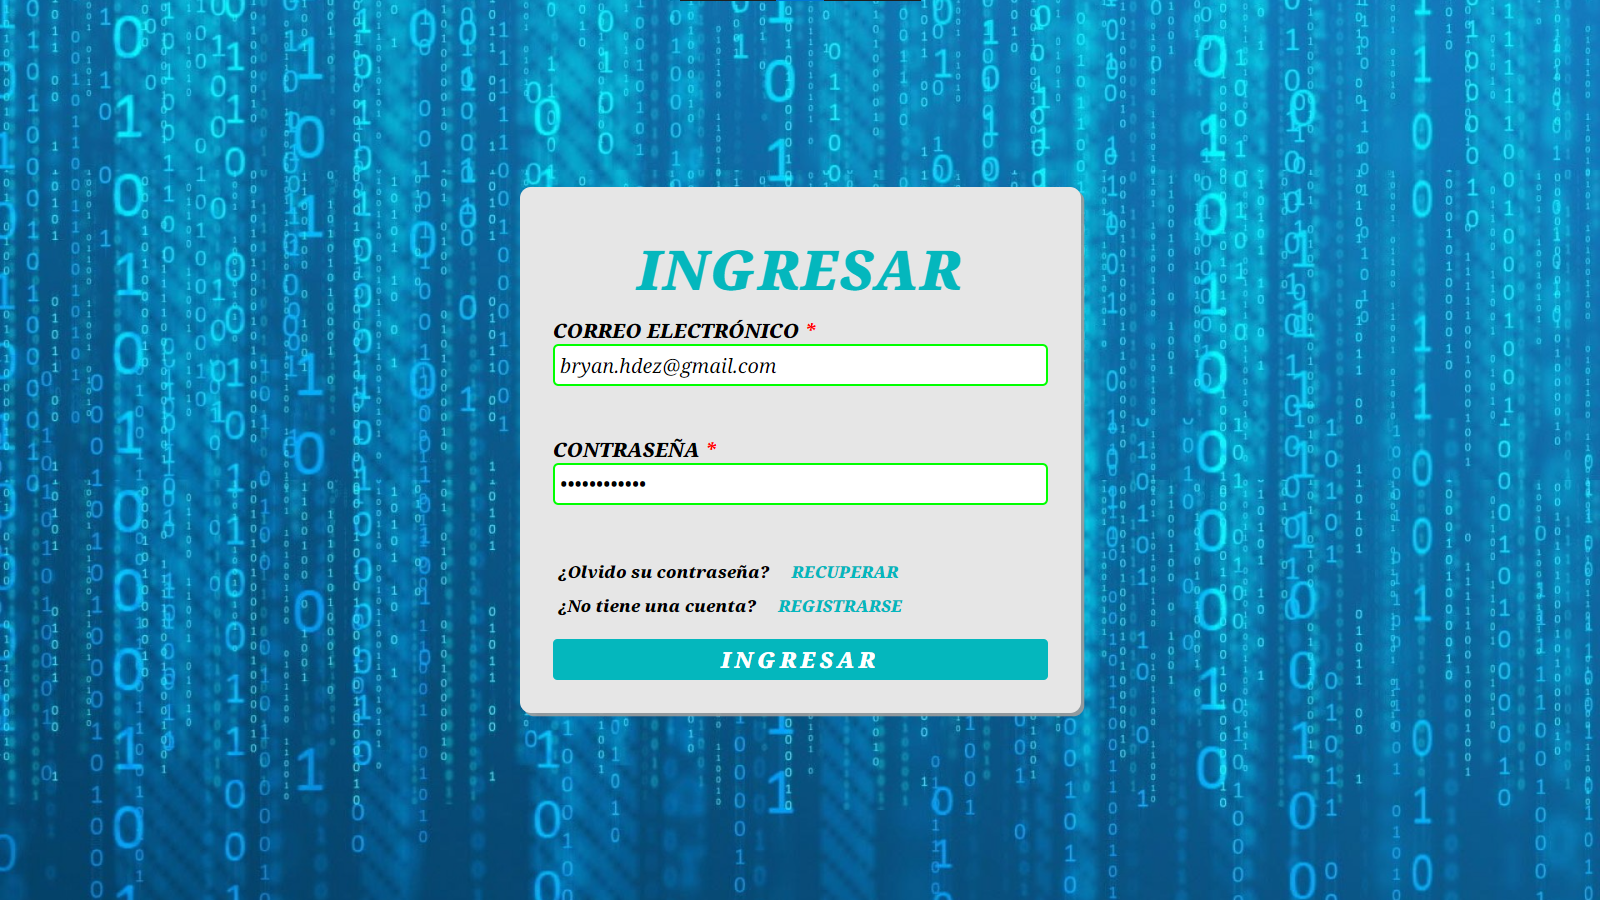 INGRESAR
CORREO ELECTRÓNICO *
bryan.hdez@gmail.com
CONTRASEÑA *
••••••••••••
¿Olvido su contraseña? RECUPERAR
¿No tiene una cuenta? REGISTRARSE
INGRESAR